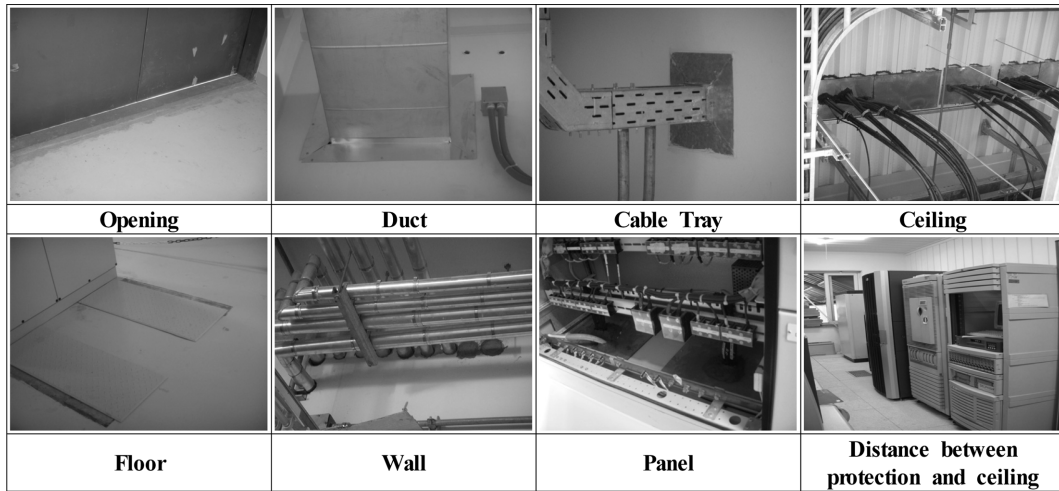 Opening
Duct
Cable Tray
Ceiling
Floor
Wall
Panel
Distance between
protection and ceiling